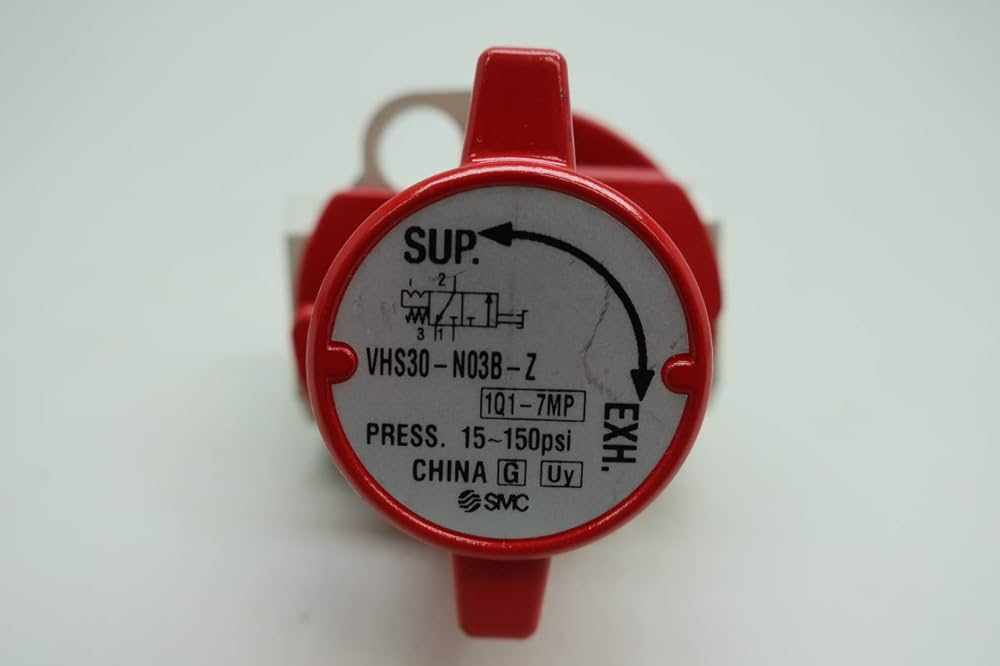 SUP.
2
3 1
VHS30-N03B-Z
1Q1-7MP
PRESS. 15~150psi
EXH.
CHINA G Uy
SMC